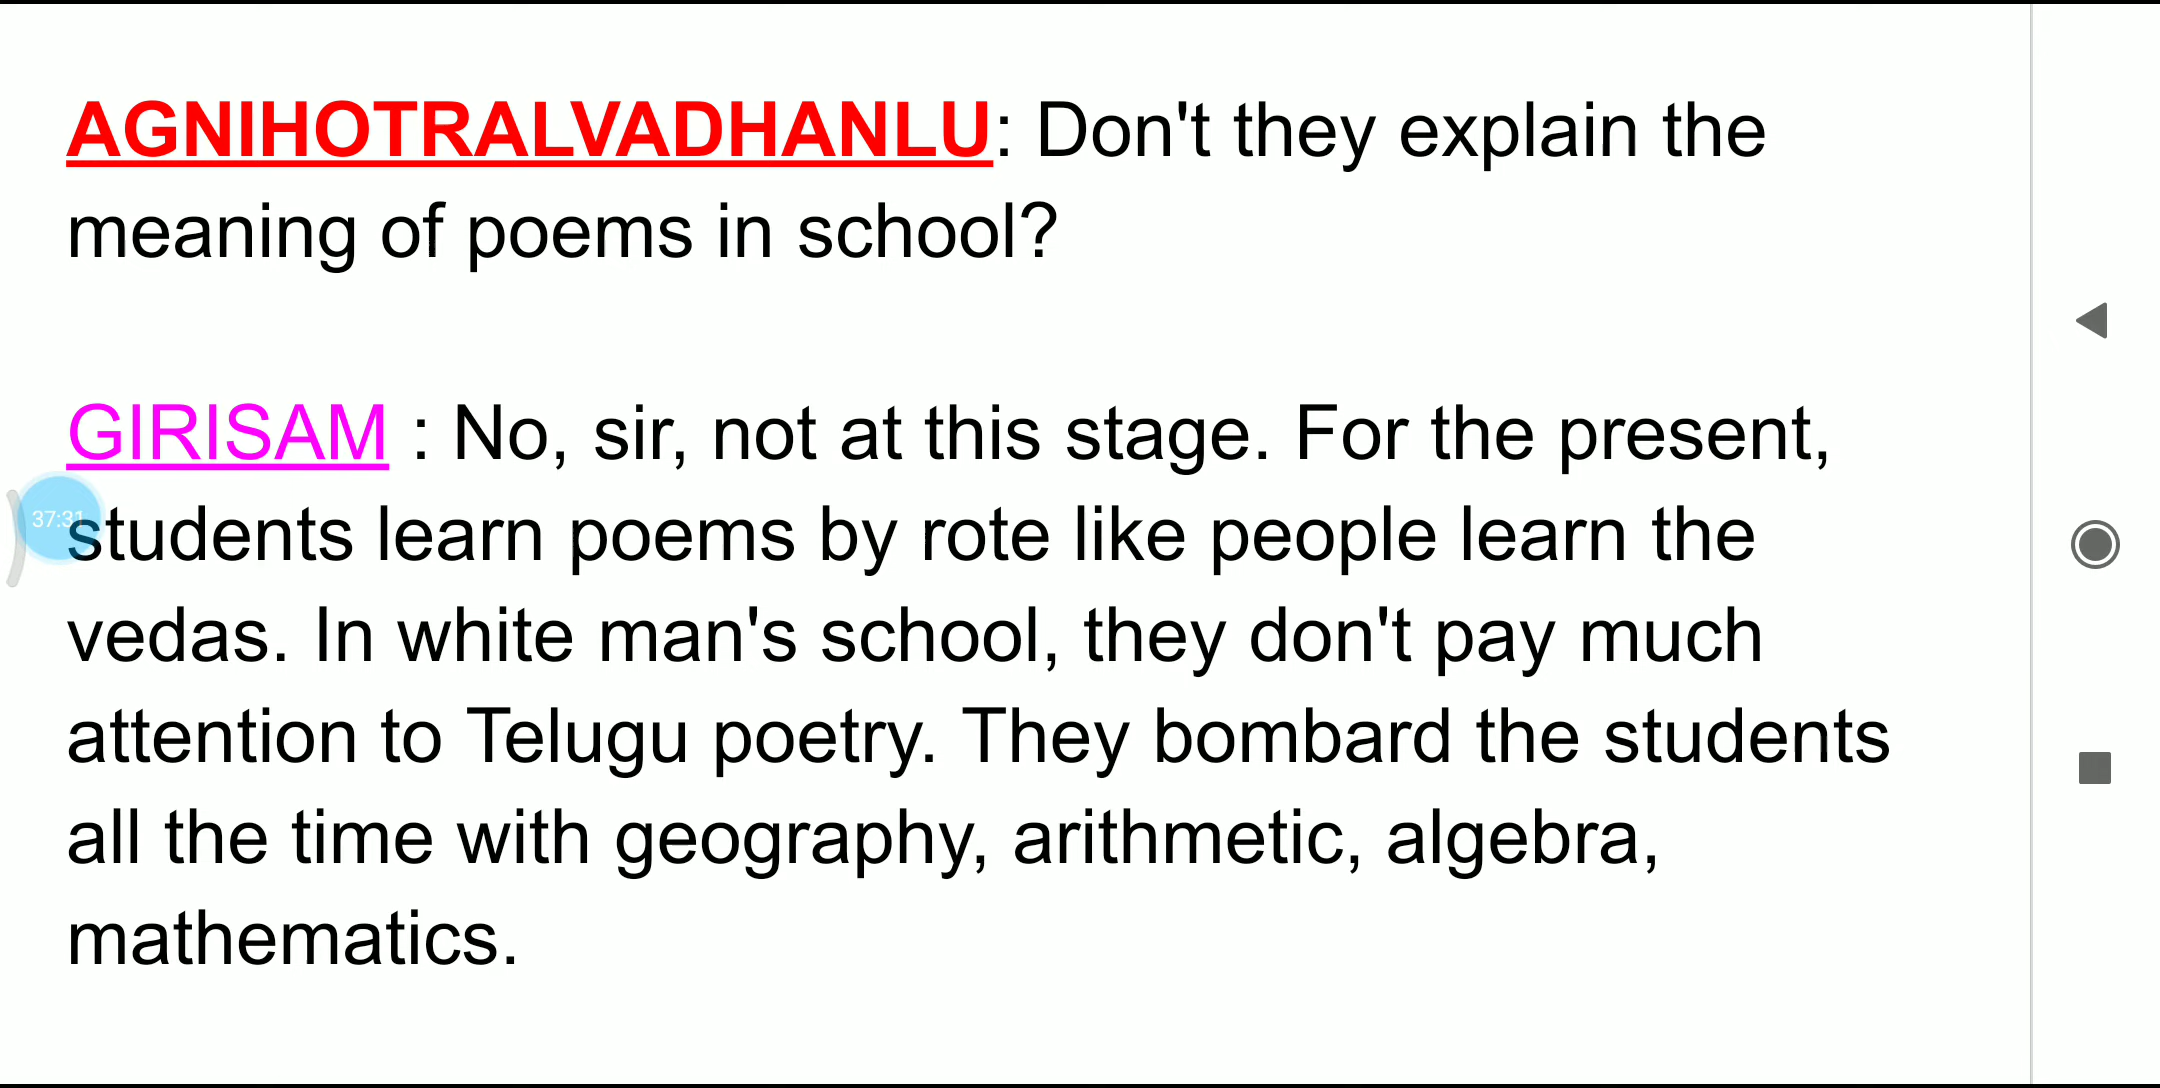 AGNIHOTRALVADHANLU: Don't they explain the
meaning of poems in school?
GIRISAM : No, sir, not at this stage. For the present,
37:31
students learn poems by rote like people learn the
vedas. In white man's school, they don't pay much
attention to Telugu poetry. They bombard the students
all the time with geography, arithmetic, algebra,
mathematics.